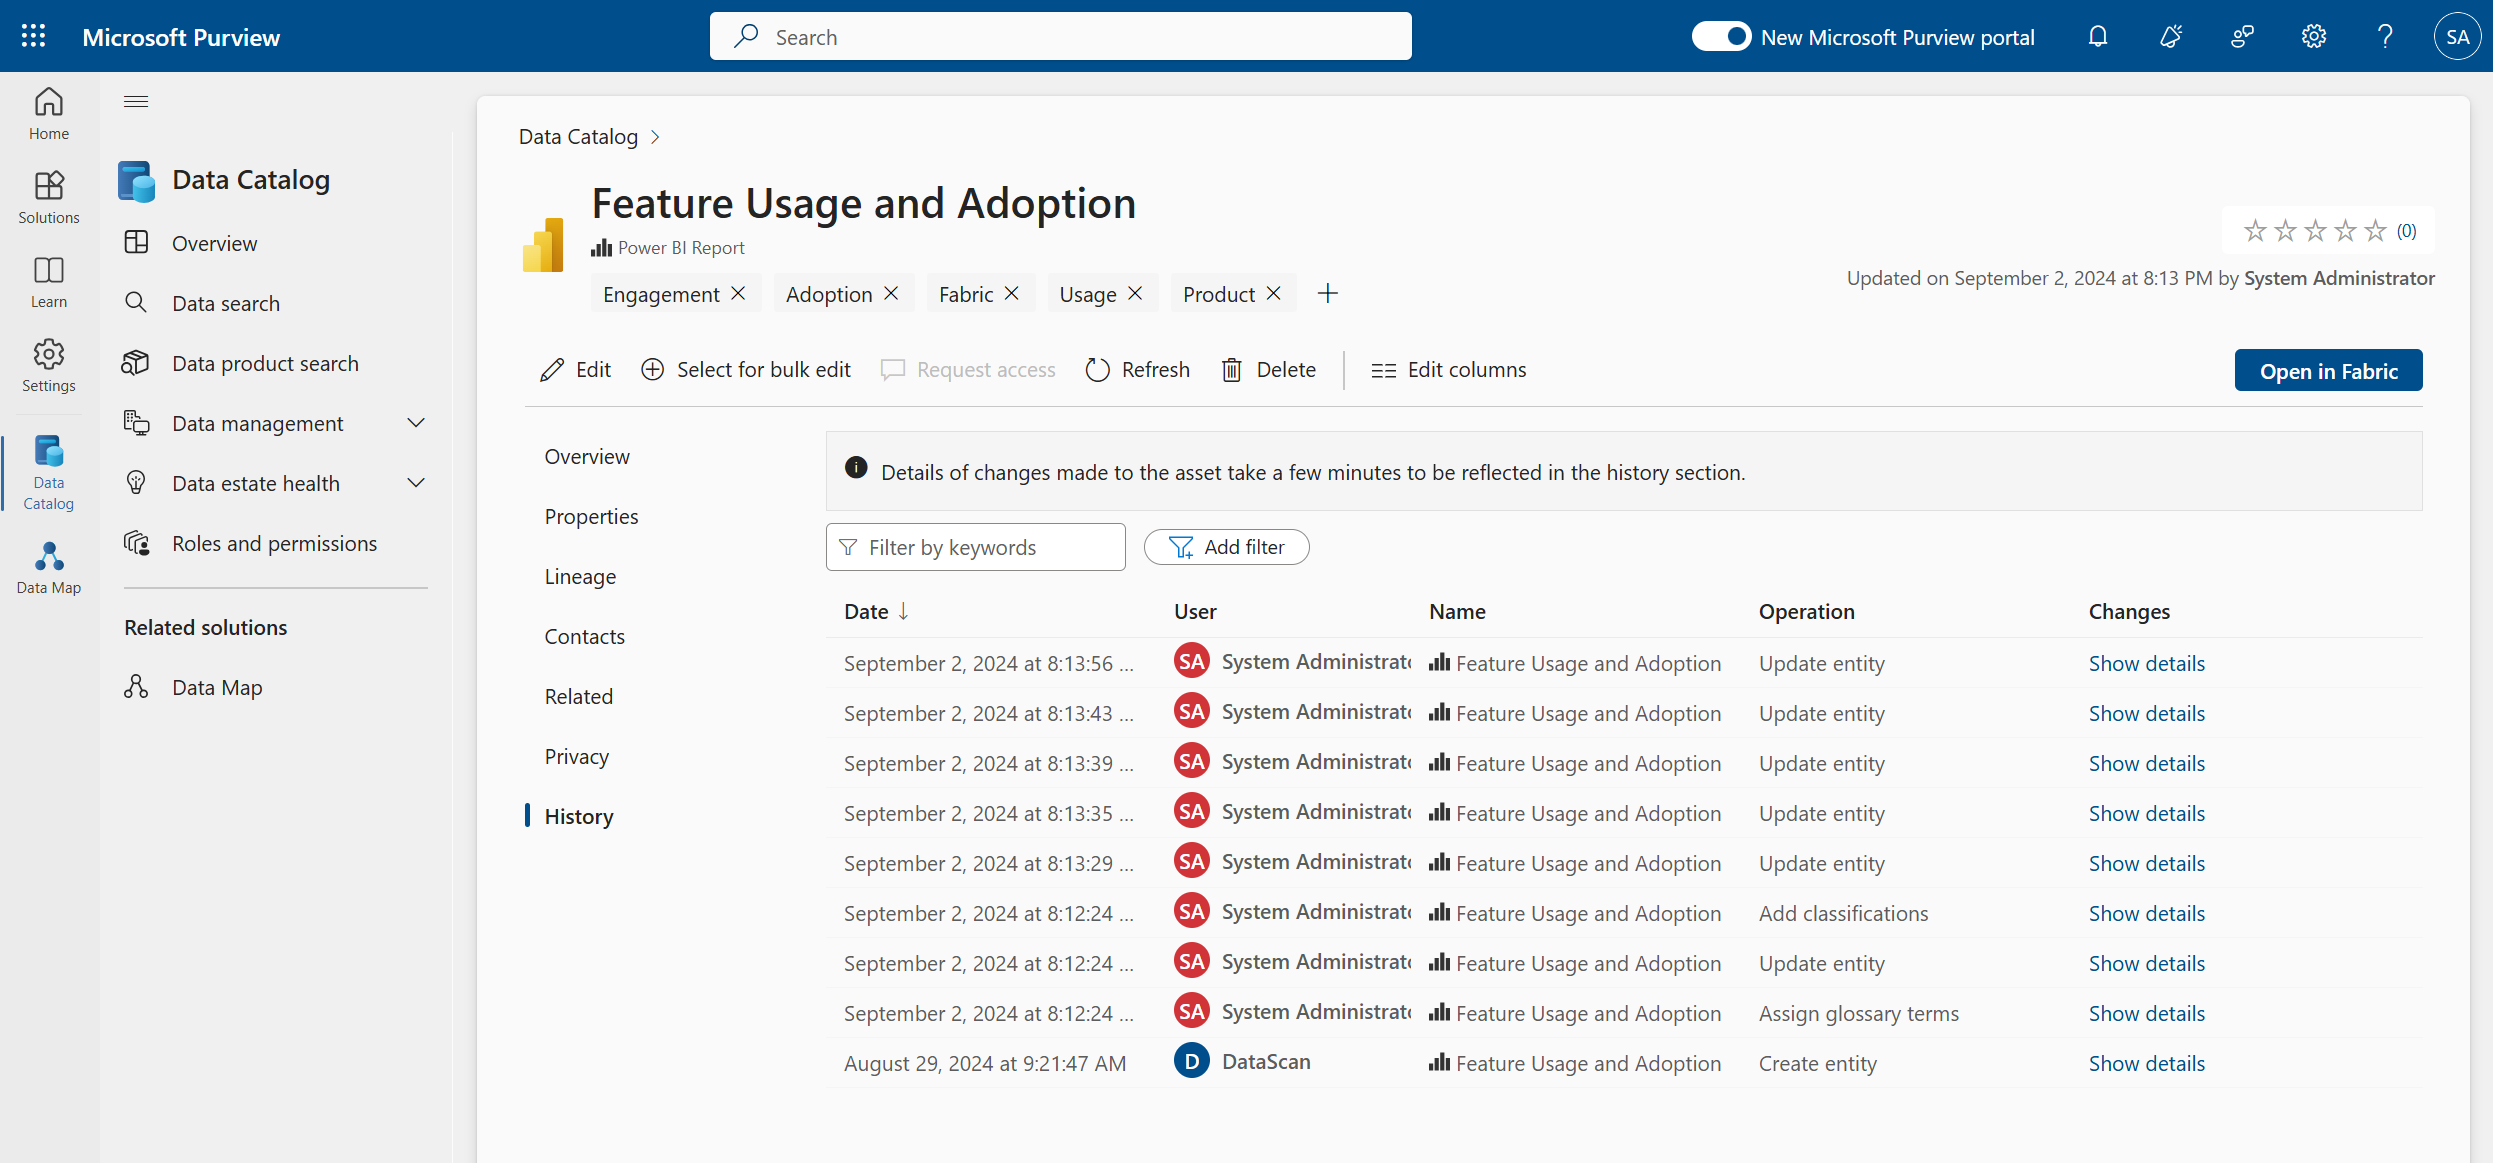 Microsoft Purview
Search
New Microsoft Purview portal
SA
Home
Solutions
Learn
Settings
Data
Catalog
Data Map
Data Catalog
Overview
Data search
Data product search
Data management
Data estate health
Roles and permissions
Related solutions
Data Map
Data Catalog
Feature Usage and Adoption
Power BI Report
Engagement Adoption Fabric Usage Product
(0)
Updated on September 2, 2024 at 8:13 PM by System Administrator
Edit Select for bulk edit Request access Refresh Delete Edit columns
Open in Fabric
Overview
Properties
Lineage
Contacts
Related
Privacy
History
Details of changes made to the asset take a few minutes to be reflected in the history section.
Filter by keywords
Add filter
Date User Name Operation Changes
September 2, 2024 at 8:13:56 ... SA System Administrato Feature Usage and Adoption Update entity Show details
September 2, 2024 at 8:13:43 ... SA System Administrato Feature Usage and Adoption Update entity Show details
September 2, 2024 at 8:13:39 ... SA System Administrato Feature Usage and Adoption Update entity Show details
September 2, 2024 at 8:13:35 ... SA System Administrato Feature Usage and Adoption Update entity Show details
September 2, 2024 at 8:13:29 ... SA System Administrato Feature Usage and Adoption Update entity Show details
September 2, 2024 at 8:12:24 ... SA System Administrato Feature Usage and Adoption Add classifications Show details
September 2, 2024 at 8:12:24 ... SA System Administrato Feature Usage and Adoption Update entity Show details
September 2, 2024 at 8:12:24 ... SA System Administrato Feature Usage and Adoption Assign glossary terms Show details
August 29, 2024 at 9:21:47 AM D DataScan Feature Usage and Adoption Create entity Show details